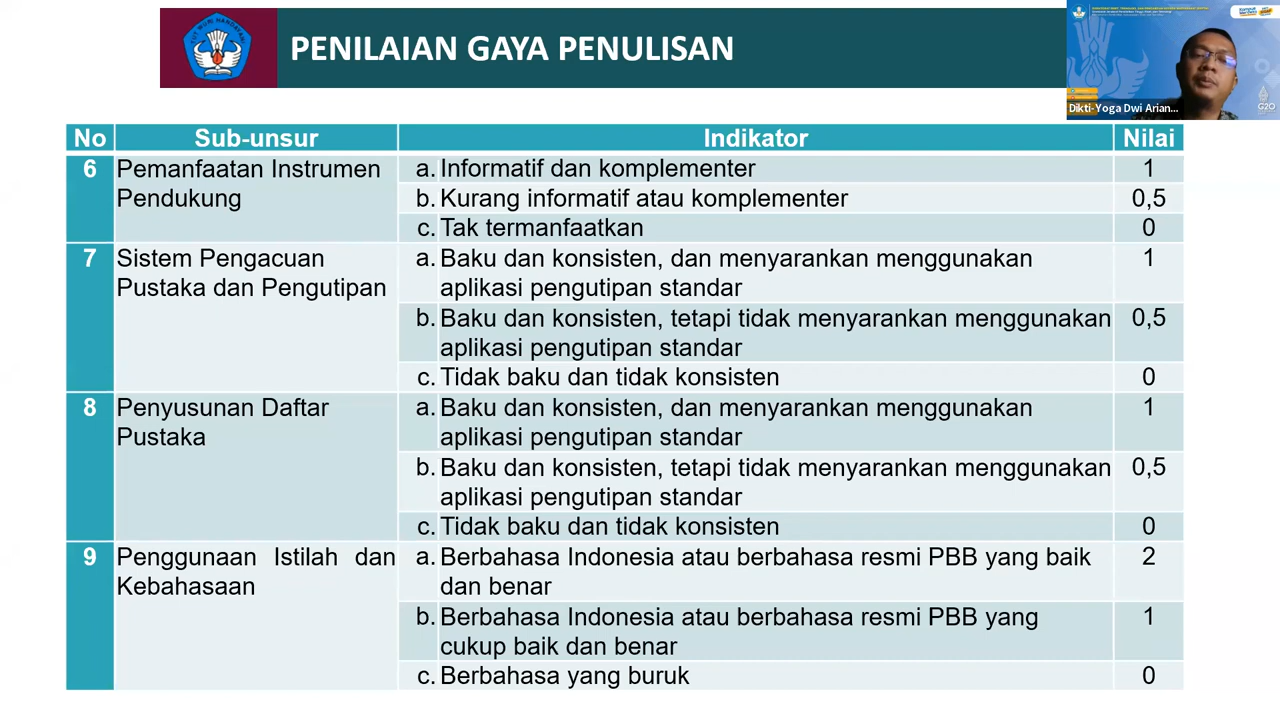 PENILAIAN GAYA PENULISAN
TUT WURI HANDAYANI
Dikti-Yoga Dwi Arian...
G20
No Sub-unsur Indikator Nilai
6 Pemanfaatan Instrumen a. Informatif dan komplementer 1
Pendukung b. Kurang informatif atau komplementer 0,5
c. Tak termanfaatkan 0
7 Sistem Pengacuan a. Baku dan konsisten, dan menyarankan menggunakan 1
Pustaka dan Pengutipan aplikasi pengutipan standar
b. Baku dan konsisten, tetapi tidak menyarankan menggunakan 0,5
aplikasi pengutipan standar
c. Tidak baku dan tidak konsisten 0
8 Penyusunan Daftar a. Baku dan konsisten, dan menyarankan menggunakan 1
Pustaka aplikasi pengutipan standar
b. Baku dan konsisten, tetapi tidak menyarankan menggunakan 0,5
aplikasi pengutipan standar
c. Tidak baku dan tidak konsisten 0
9 Penggunaan Istilah dan a. Berbahasa Indonesia atau berbahasa resmi PBB yang baik 2
Kebahasaan dan benar
b. Berbahasa Indonesia atau berbahasa resmi PBB yang 1
cukup baik dan benar
c. Berbahasa yang buruk 0